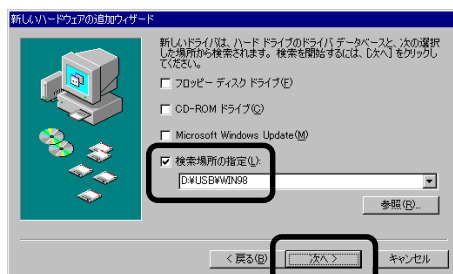 新しいハードウェアの追加ウィザード
新しいドライバは、ハード ドライブのドライバ データベースと、次の選択
した場所から検索されます。検索を開始するには、[次へ] をクリックし
てください。
フロッピー ディスク ドライブ(F)
CD-ROM ドライブ(C)
Microsoft Windows Update(M)
検索場所の指定(L):
D:¥USB¥WIN98
参照(R)...
< 戻る(B)
次へ >
キャンセル